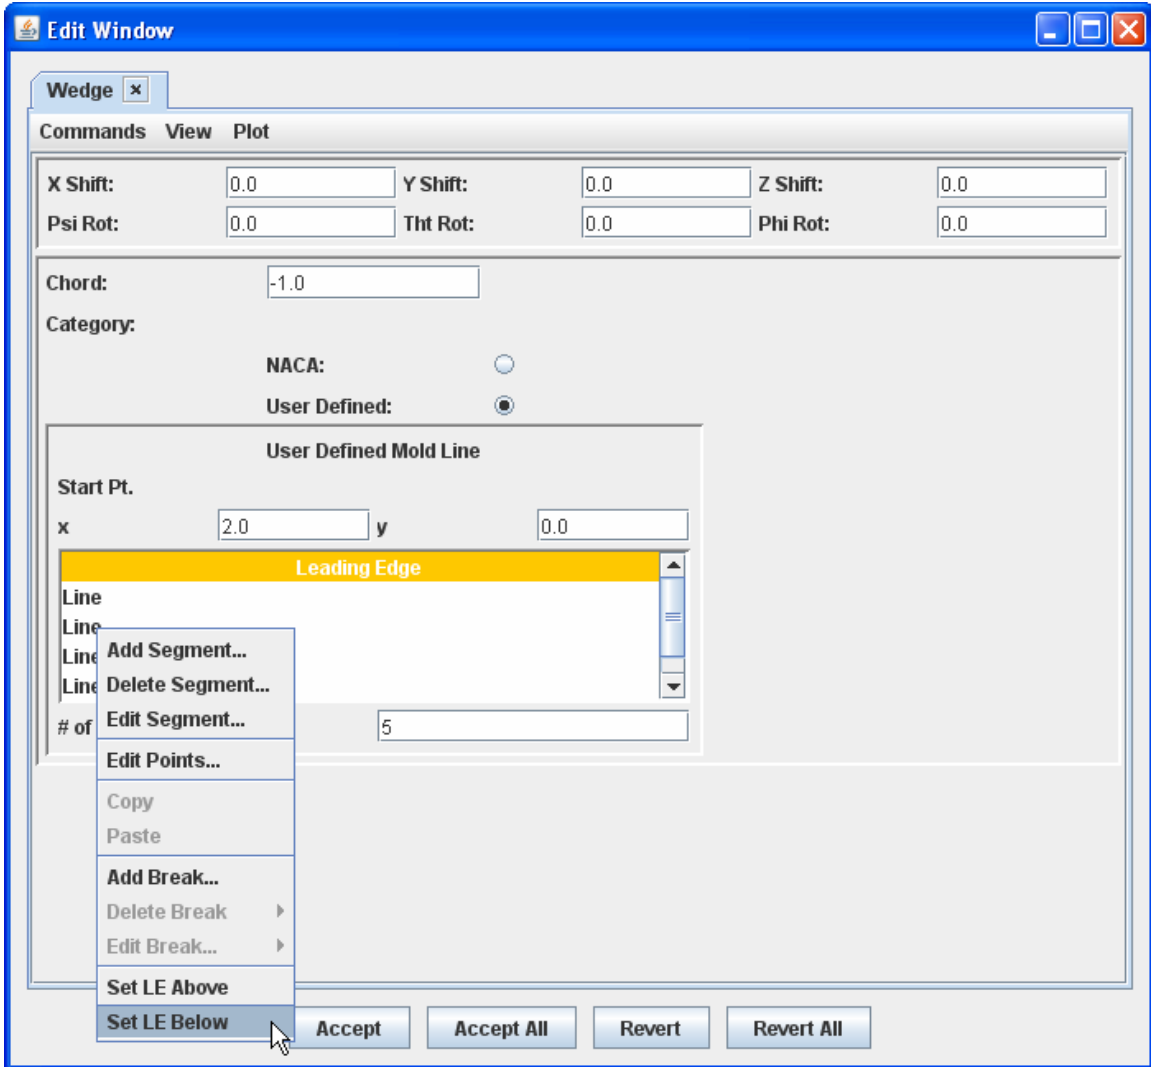 Edit Window
Wedge
Commands View Plot
X Shift: 0.0 Y Shift: 0.0 Z Shift: 0.0
Psi Rot: 0.0 Tht Rot: 0.0 Phi Rot: 0.0
Chord: -1.0
Category:
NACA:
User Defined:
User Defined Mold Line
Start Pt.
x 2.0 y 0.0
Leading Edge
Line
Line
Line
Line
# of 5
Add Segment...
Delete Segment...
Edit Segment...
Edit Points...
Copy
Paste
Add Break...
Delete Break
Edit Break...
Set LE Above
Set LE Below
Accept Accept All Revert Revert All